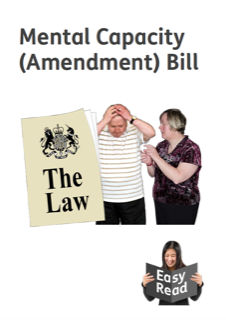 Mental Capacity
(Amendment) Bill
The
Law
Easy
Read